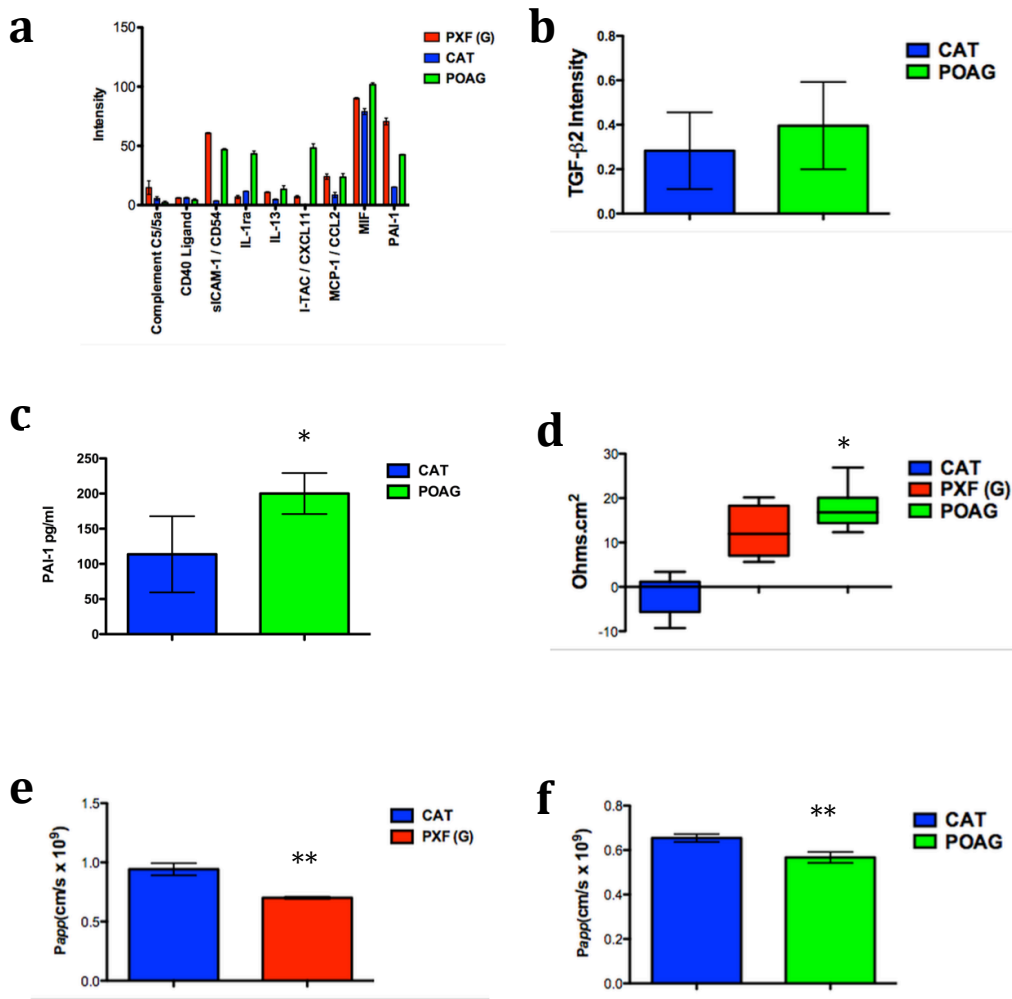 a
150
100
50
0
Intensity
PXF (G)
CAT
POAG
Complement C5/5a
CD40 Ligand
sICAM-1 / CD54
IL-1ra
IL-13
I-TAC / CXCL11
MCP-1 / CCL2
MIF
PAI-1
b
0.8
0.6
0.4
0.2
0.0
TGF-β2 Intensity
CAT
POAG
c
250
200
150
100
50
0
PAI-1 pg/ml
*
CAT
POAG
d
30
20
10
0
-10
Ohms.cm²
*
CAT
PXF (G)
POAG
e
1.5
1.0
0.5
0.0
Papp(cm/s x 10⁹)
**
CAT
PXF (G)
f
0.8
0.6
0.4
0.2
0.0
Papp(cm/s x 10⁹)
**
CAT
POAG